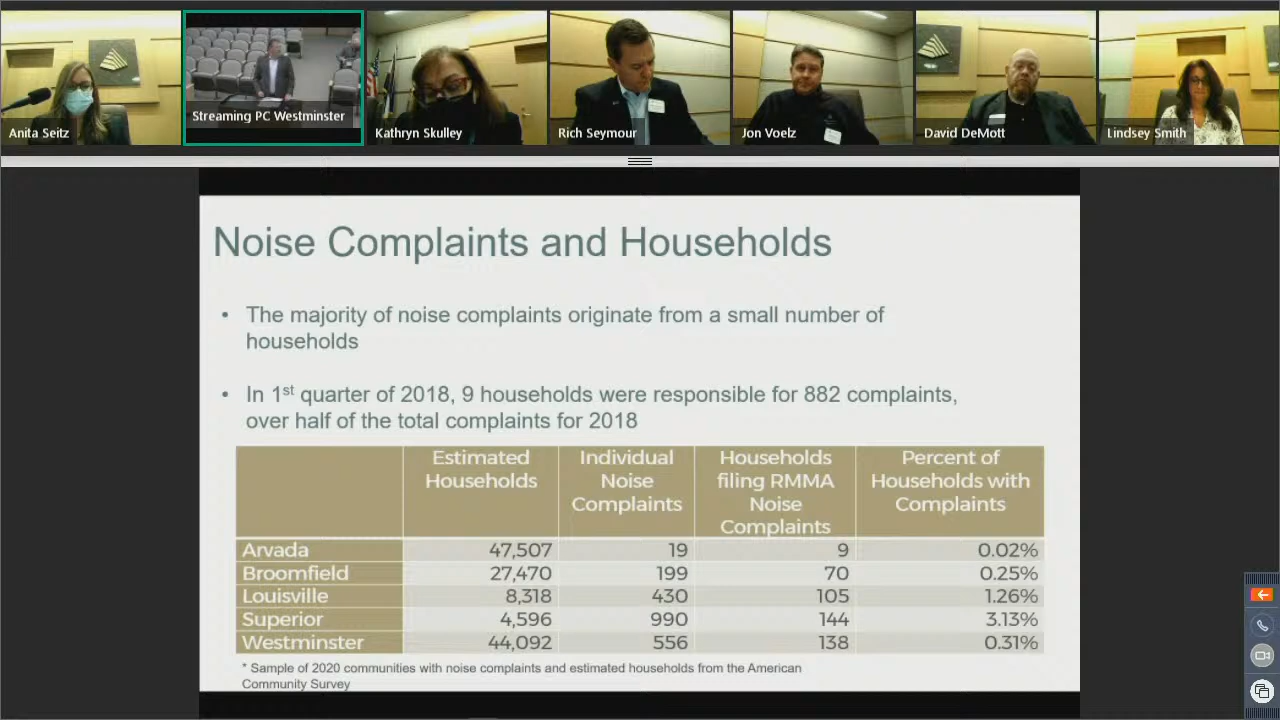 Anita Seitz
Streaming PC Westminster
Kathryn Skulley
Rich Seymour
Jon Voelz
David DeMott
Lindsey Smith
Noise Complaints and Households
• The majority of noise complaints originate from a small number of
households
• In 1st quarter of 2018, 9 households were responsible for 882 complaints,
over half of the total complaints for 2018
Estimated Households Individual Noise Complaints Households filing RMMA Noise Complaints Percent of Households with Complaints
Arvada 47,507 19 9 0.02%
Broomfield 27,470 199 70 0.25%
Louisville 8,318 430 105 1.26%
Superior 4,596 990 144 3.13%
Westminster 44,092 556 138 0.31%
* Sample of 2020 communities with noise complaints and estimated households from the American
Community Survey